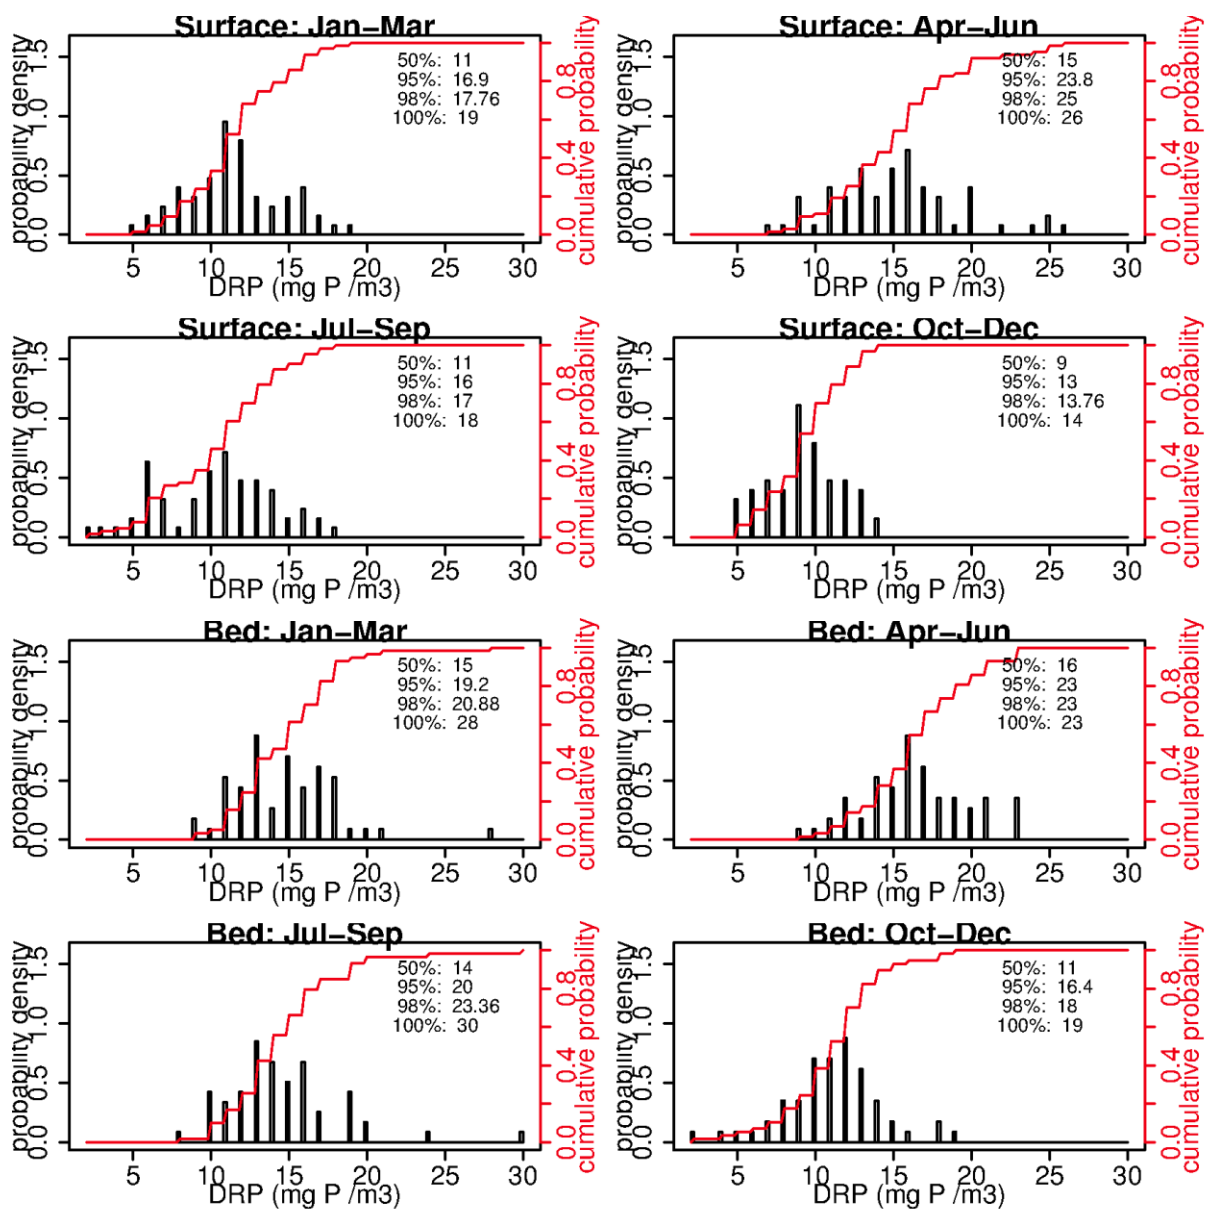 Surface: Jan−Mar
probability density
0.0 0.5 1.0 1.5
50%: 11
95%: 16.9
98%: 17.76
100%: 19
0.0 0.4 0.8
cumulative probability
5 10 15 20 25 30
DRP (mg P /m3)
Surface: Apr−Jun
probability density
0.0 0.5 1.0 1.5
50%: 15
95%: 23.8
98%: 25
100%: 26
0.0 0.4 0.8
cumulative probability
5 10 15 20 25 30
DRP (mg P /m3)
Surface: Jul−Sep
probability density
0.0 0.5 1.0 1.5
50%: 11
95%: 16
98%: 17
100%: 18
0.0 0.4 0.8
cumulative probability
5 10 15 20 25 30
DRP (mg P /m3)
Surface: Oct−Dec
probability density
0.0 0.5 1.0 1.5
50%: 9
95%: 13
98%: 13.76
100%: 14
0.0 0.4 0.8
cumulative probability
5 10 15 20 25 30
DRP (mg P /m3)
Bed: Jan−Mar
probability density
0.0 0.5 1.0 1.5
50%: 15
95%: 19.2
98%: 20.88
100%: 28
0.0 0.4 0.8
cumulative probability
5 10 15 20 25 30
DRP (mg P /m3)
Bed: Apr−Jun
probability density
0.0 0.5 1.0 1.5
50%: 16
95%: 23
98%: 23
100%: 23
0.0 0.4 0.8
cumulative probability
5 10 15 20 25 30
DRP (mg P /m3)
Bed: Jul−Sep
probability density
0.0 0.5 1.0 1.5
50%: 14
95%: 20
98%: 23.36
100%: 30
0.0 0.4 0.8
cumulative probability
5 10 15 20 25 30
DRP (mg P /m3)
Bed: Oct−Dec
probability density
0.0 0.5 1.0 1.5
50%: 11
95%: 16.4
98%: 18
100%: 19
0.0 0.4 0.8
cumulative probability
5 10 15 20 25 30
DRP (mg P /m3)